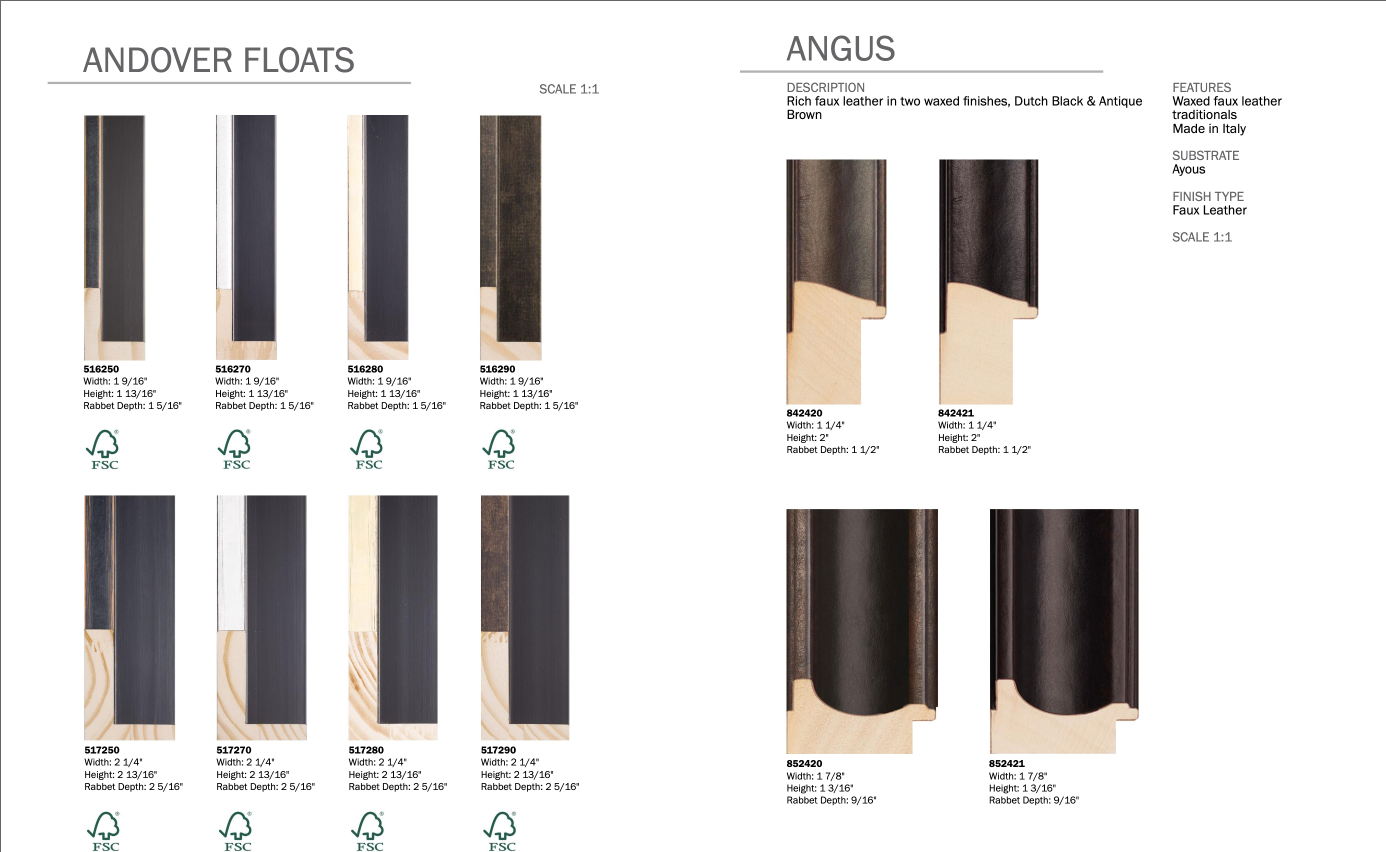 ANDOVER FLOATS
SCALE 1:1
516250
Width: 1 9/16"
Height: 1 13/16"
Rabbet Depth: 1 5/16"
FSC
®
516270
Width: 1 9/16"
Height: 1 13/16"
Rabbet Depth: 1 5/16"
FSC
®
516280
Width: 1 9/16"
Height: 1 13/16"
Rabbet Depth: 1 5/16"
FSC
®
516290
Width: 1 9/16"
Height: 1 13/16"
Rabbet Depth: 1 5/16"
FSC
®
517250
Width: 2 1/4"
Height: 2 13/16"
Rabbet Depth: 2 5/16"
FSC
®
517270
Width: 2 1/4"
Height: 2 13/16"
Rabbet Depth: 2 5/16"
FSC
®
517280
Width: 2 1/4"
Height: 2 13/16"
Rabbet Depth: 2 5/16"
FSC
®
517290
Width: 2 1/4"
Height: 2 13/16"
Rabbet Depth: 2 5/16"
FSC
®
ANGUS
DESCRIPTION
Rich faux leather in two waxed finishes, Dutch Black & Antique
Brown
FEATURES
Waxed faux leather
traditionals
Made in Italy
SUBSTRATE
Ayous
FINISH TYPE
Faux Leather
SCALE 1:1
842420
Width: 1 1/4"
Height: 2"
Rabbet Depth: 1 1/2"
842421
Width: 1 1/4"
Height: 2"
Rabbet Depth: 1 1/2"
852420
Width: 1 7/8"
Height: 1 3/16"
Rabbet Depth: 9/16"
852421
Width: 1 7/8"
Height: 1 3/16"
Rabbet Depth: 9/16"